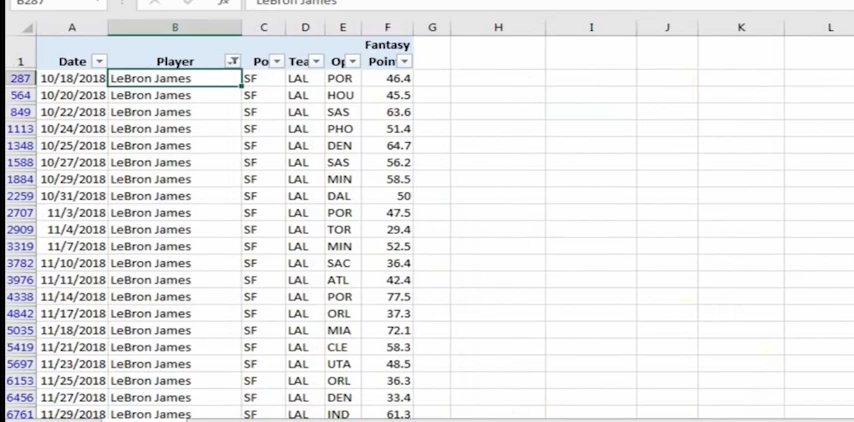 B287 LeBron James
A B C D E F G H I J K L
Fantasy
1 Date Player Po Tea Op Poin
287 10/18/2018 LeBron James SF LAL POR 46.4
564 10/20/2018 LeBron James SF LAL HOU 45.5
849 10/22/2018 LeBron James SF LAL SAS 63.6
1113 10/24/2018 LeBron James SF LAL PHO 51.4
1348 10/25/2018 LeBron James SF LAL DEN 64.7
1588 10/27/2018 LeBron James SF LAL SAS 56.2
1884 10/29/2018 LeBron James SF LAL MIN 58.5
2259 10/31/2018 LeBron James SF LAL DAL 50
2707 11/3/2018 LeBron James SF LAL POR 47.5
2909 11/4/2018 LeBron James SF LAL TOR 29.4
3319 11/7/2018 LeBron James SF LAL MIN 52.5
3782 11/10/2018 LeBron James SF LAL SAC 36.4
3976 11/11/2018 LeBron James SF LAL ATL 42.4
4338 11/14/2018 LeBron James SF LAL POR 77.5
4842 11/17/2018 LeBron James SF LAL ORL 37.3
5035 11/18/2018 LeBron James SF LAL MIA 72.1
5419 11/21/2018 LeBron James SF LAL CLE 58.3
5697 11/23/2018 LeBron James SF LAL UTA 48.5
6153 11/25/2018 LeBron James SF LAL ORL 36.3
6456 11/27/2018 LeBron James SF LAL DEN 33.4
6761 11/29/2018 LeBron James SF LAL IND 61.3